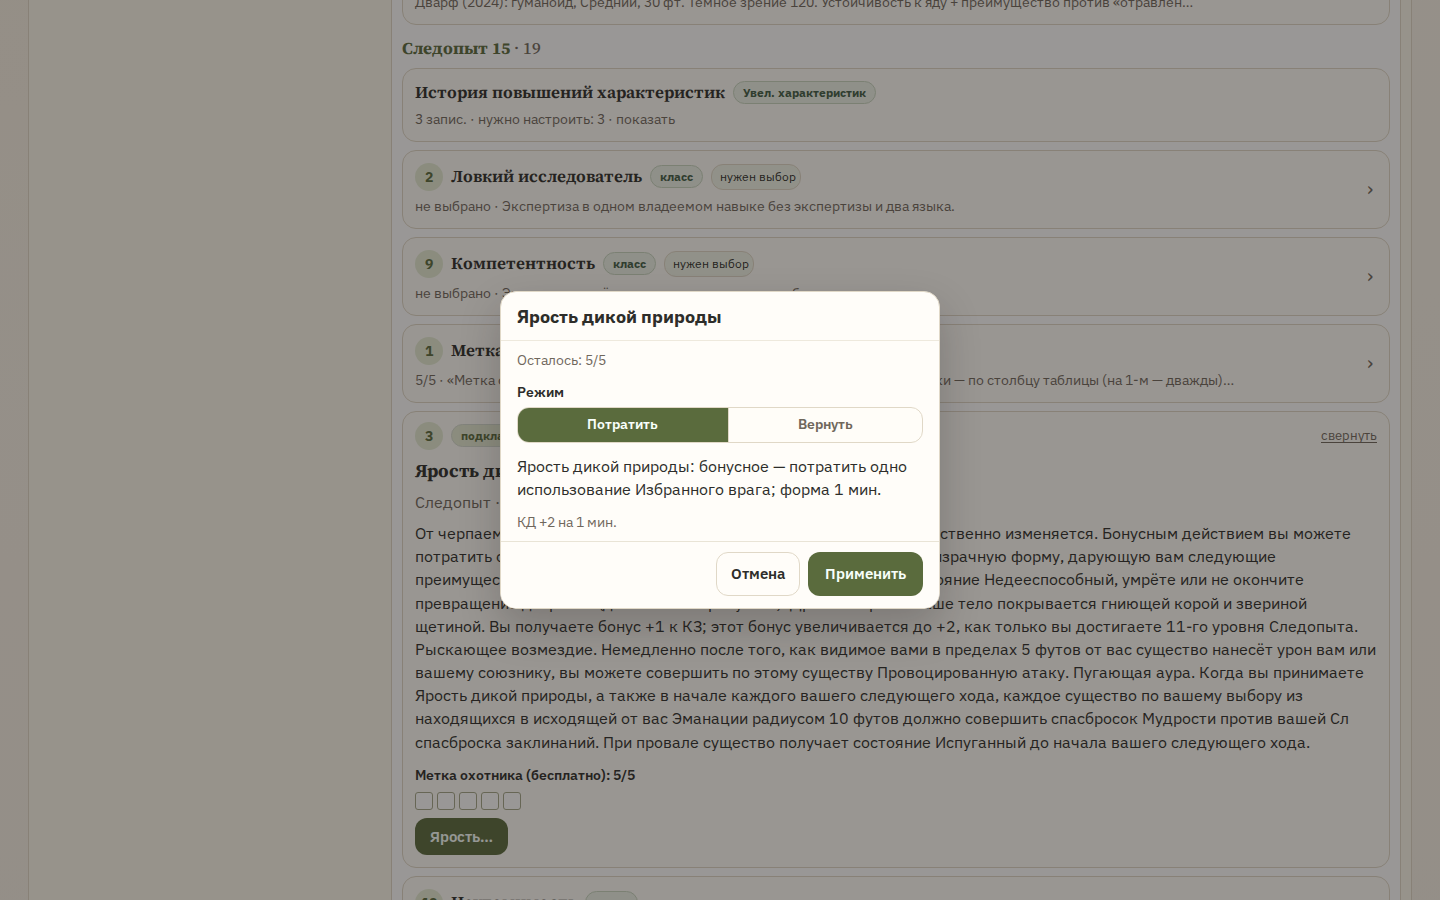 Дварф (2024): гуманоид, Средний, 30 фт. Тёмное зрение 120. Устойчивость к яду + преимущество против «отравлен…
Следопыт 15 · 19
История повышений характеристик Увел. характеристик
3 запис. · нужно настроить: 3 · показать
2 Ловкий исследователь класс нужен выбор
не выбрано · Экспертиза в одном владеемом навыке без экспертизы и два языка.
9 Компетентность класс нужен выбор
не выбрано ·
1 Метка
5/5 · «Метка — по столбцу таблицы (на 1-м — дважды)…
3 свернуть
Ярость
Следопыт ·
От черпаем ственно изменяется. Бонусным действием вы можете
потратить зрачную форму, дарующую вам следующие
преимущес яние Недееспособный, умрёте или не окончите
ше тело покрывается гниющей корой и звериной
щетиной. Вы получаете бонус +1 к КЗ; этот бонус увеличивается до +2, как только вы достигаете 11-го уровня Следопыта.
Рыскающее возмездие. Немедленно после того, как видимое вами в пределах 5 футов от вас существо нанесёт урон вам или
вашему союзнику, вы можете совершить по этому существу Провоцированную атаку. Пугающая аура. Когда вы принимаете
Ярость дикой природы, а также в начале каждого вашего следующего хода, каждое существо по вашему выбору из
находящихся в исходящей от вас Эманации радиусом 10 футов должно совершить спасбросок Мудрости против вашей Сл
спасброска заклинаний. При провале существо получает состояние Испуганный до начала вашего следующего хода.
Метка охотника (бесплатно): 5/5
Ярость…
Ярость дикой природы
Осталось: 5/5
Режим
Потратить Вернуть
Ярость дикой природы: бонусное — потратить одно
использование Избранного врага; форма 1 мин.
КД +2 на 1 мин.
Отмена Применить